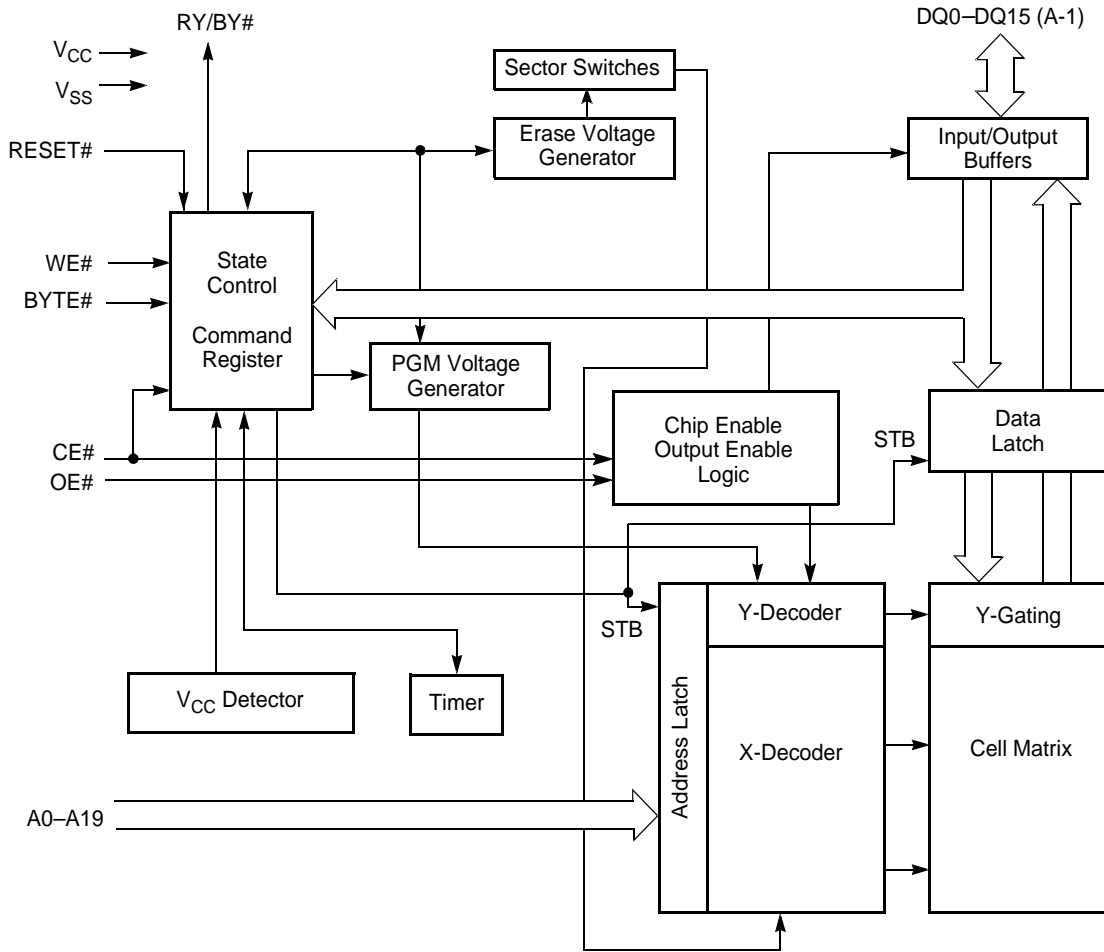 RY/BY#
DQ0–DQ15 (A-1)
VCC
VSS
Sector Switches
Erase Voltage
Generator
Input/Output
Buffers
RESET#
WE#
BYTE#
State
Control
Command
Register
PGM Voltage
Generator
CE#
OE#
Chip Enable
Output Enable
Logic
STB
Data
Latch
STB
Y-Decoder
Y-Gating
VCC Detector
Timer
Address Latch
X-Decoder
Cell Matrix
A0–A19